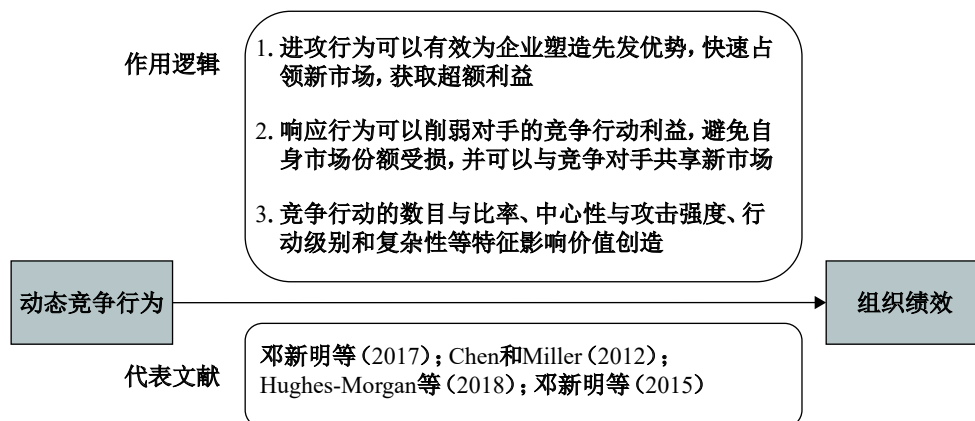 作用逻辑
1. 进攻行为可以有效为企业塑造先发优势，快速占
领新市场，获取超额利益
2. 响应行为可以削弱对手的竞争行动利益，避免自
身市场份额受损，并可以与竞争对手共享新市场
3. 竞争行动的数目与比率、中心性与攻击强度、行
动级别和复杂性等特征影响价值创造
动态竞争行为
组织绩效
代表文献
邓新明等（2017）；Chen和Miller（2012）；
Hughes-Morgan等（2018）；邓新明等（2015）